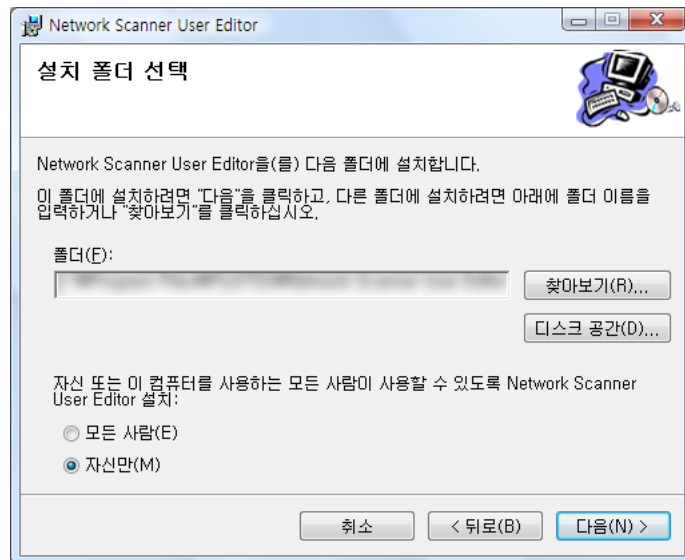 Network Scanner User Editor
설치 폴더 선택
Network Scanner User Editor을(를) 다음 폴더에 설치합니다.
이 폴더에 설치하려면 "다음"을 클릭하고, 다른 폴더에 설치하려면 아래에 폴더 이름을
입력하거나 "찾아보기"를 클릭하십시오.
폴더(F):
찾아보기(R)...
디스크 공간(D)...
자신 또는 이 컴퓨터를 사용하는 모든 사람이 사용할 수 있도록 Network Scanner
User Editor 설치:
모든 사람(E)
자신만(M)
취소
< 뒤로(B)
다음(N) >